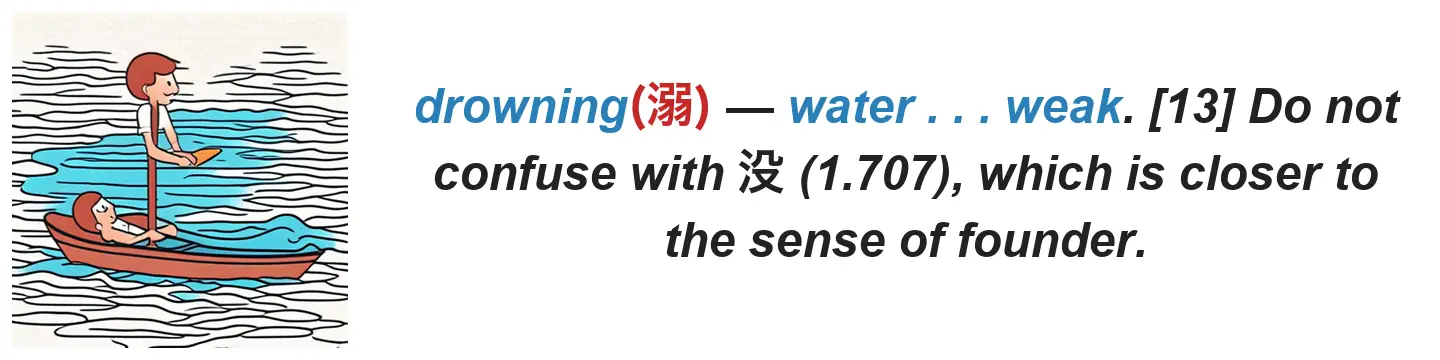 drowning(溺) — water . . . weak. [13] Do not
confuse with 没 (1.707), which is closer to
the sense of founder.